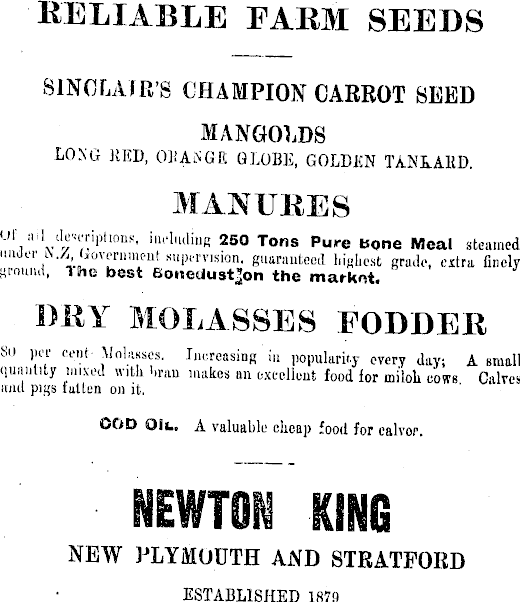 RELIABLE FARM SEEDS
SINCLAIR'S CHAMPION CARROT SEED
MANGOLDS
LONG RED, ORANGE GLOBE, GOLDEN TANKARD.
MANURES
Of all descriptions, including 250 Tons Pure Bone Meal steamed
under N.Z, Government supervision, guaranteed highest grade, extra finely
ground, The best Bonedust on the market.
DRY MOLASSES FODDER
80 per cent Molasses. Increasing in popularity every day; A small
quantity mixed with bran makes an excellent food for milch cows. Calves
and pigs fatten on it.
COD OIL. A valuable cheap food for calver.
NEWTON KING
NEW PLYMOUTH AND STRATFORD
ESTABLISHED 1879